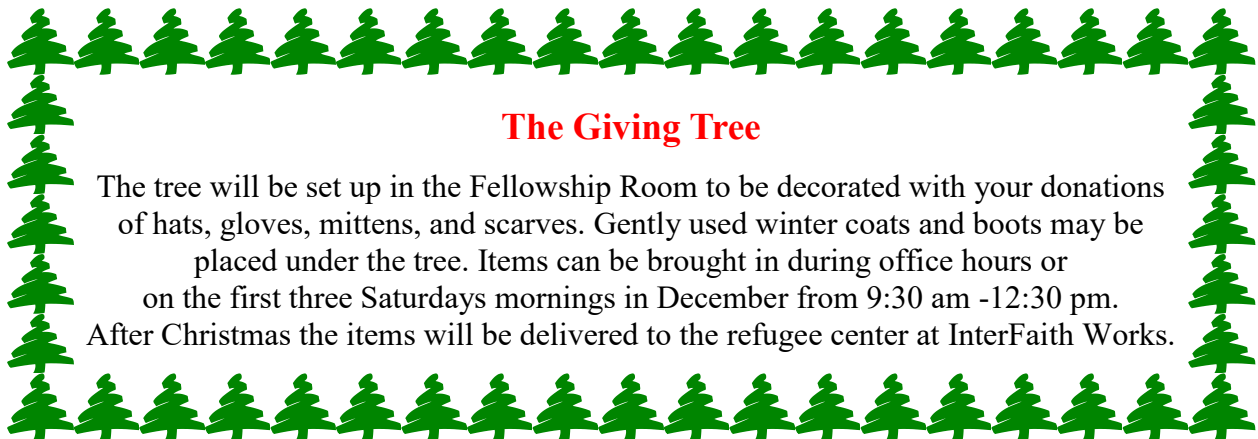 The Giving Tree
The tree will be set up in the Fellowship Room to be decorated with your donations
of hats, gloves, mittens, and scarves. Gently used winter coats and boots may be
placed under the tree. Items can be brought in during office hours or
on the first three Saturdays mornings in December from 9:30 am -12:30 pm.
After Christmas the items will be delivered to the refugee center at InterFaith Works.